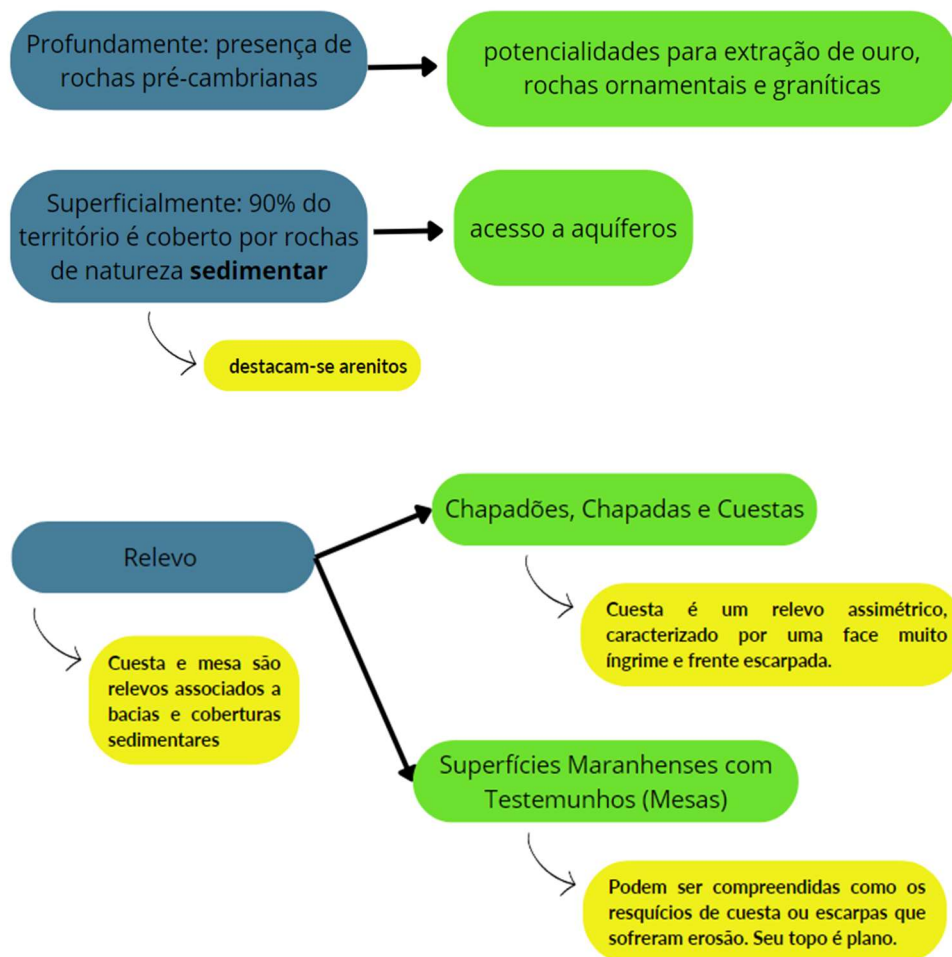 Profundamente: presença de
rochas pré-cambrianas
potencialidades para extração de ouro,
rochas ornamentais e graníticas
Superficialmente: 90% do
território é coberto por rochas
de natureza sedimentar
acesso a aquíferos
destacam-se arenitos
Relevo
Cuesta e mesa são
relevos associados a
bacias e coberturas
sedimentares
Chapadões, Chapadas e Cuestas
Cuesta é um relevo assimétrico,
caracterizado por uma face muito
íngrime e frente escarpada.
Superfícies Maranhenses com
Testemunhos (Mesas)
Podem ser compreendidas como os
resquícios de cuesta ou escarpas que
sofreram erosão. Seu topo é plano.